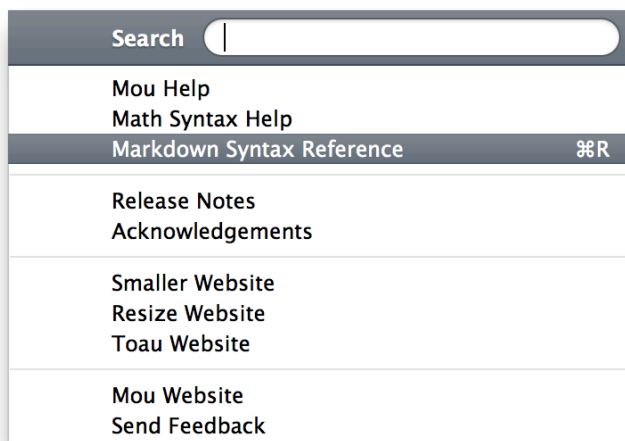 Search
Mou Help
Math Syntax Help
Markdown Syntax Reference ⌘R
Release Notes
Acknowledgements
Smaller Website
Resize Website
Toau Website
Mou Website
Send Feedback